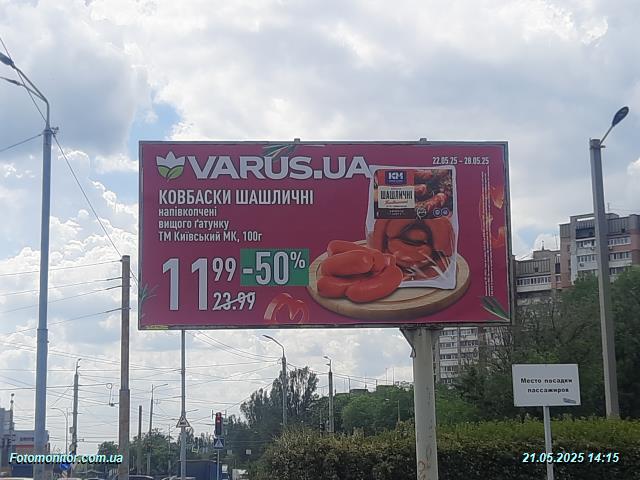 VARUS.UA
22.05.25 – 28.05.25
КОВБАСКИ ШАШЛИЧНІ
напівкопчені
вищого ґатунку
ТМ Київський МК, 100г
11 99
23.99
-50%
КМ
ШАШЛИЧНІ
Место посадки
пассажиров
Fotomonitor.com.ua
21.05.2025 14:15